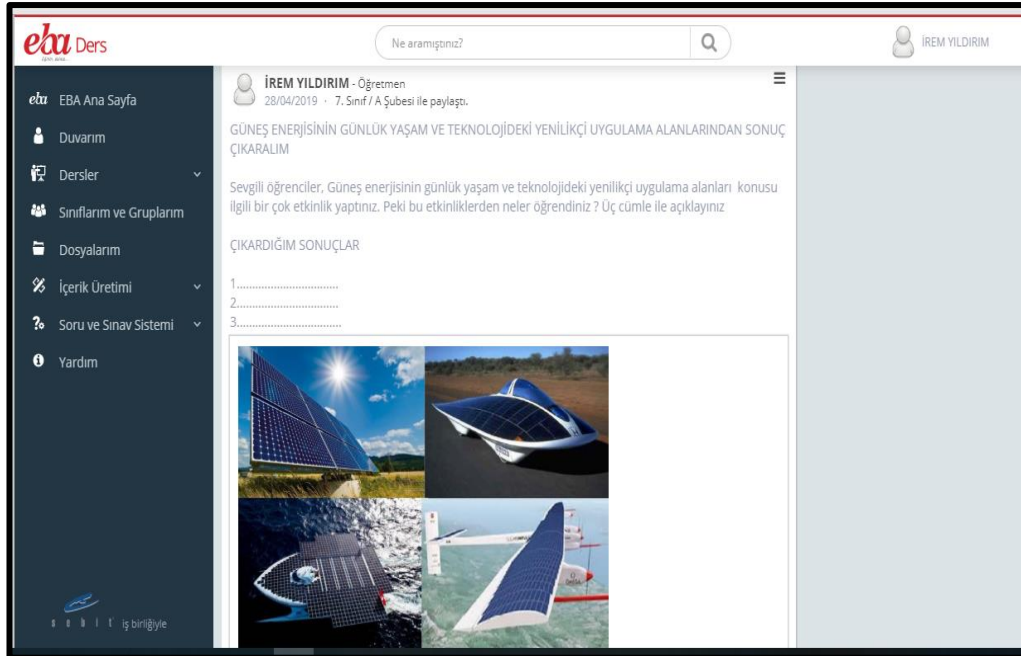 eba Ders
Ne aramıştınız?
İREM YILDIRIM
eba EBA Ana Sayfa
Duvarım
Dersler
Sınıflarım ve Gruplarım
Dosyalarım
İçerik Üretimi
Soru ve Sınav Sistemi
Yardım
sebit iş birliğiyle
İREM YILDIRIM - Öğretmen
28/04/2019 · 7. Sınıf / A Şubesi ile paylaştı.
GÜNEŞ ENERJİSİNİN GÜNLÜK YAŞAM VE TEKNOLOJİDEKİ YENİLİKÇİ UYGULAMA ALANLARINDAN SONUÇ
ÇIKARALIM
Sevgili öğrenciler, Güneş enerjisinin günlük yaşam ve teknolojideki yenilikçi uygulama alanları konusu
ilgili bir çok etkinlik yaptınız. Peki bu etkinliklerden neler öğrendiniz ? Üç cümle ile açıklayınız
ÇIKARDIĞIM SONUÇLAR
1...............................
2...............................
3................................